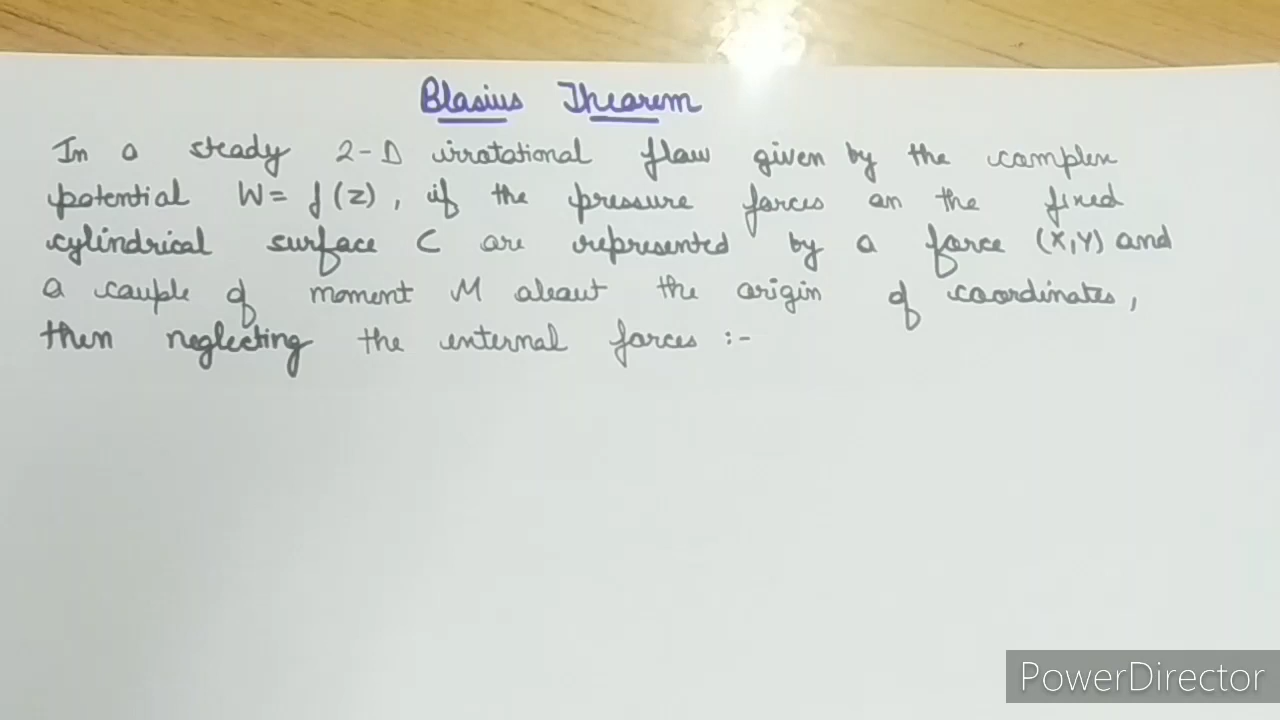 Blasius Theorem
In a steady 2-D irrotational flow given by the complex
potential W = f(z), if the pressure forces on the fixed
cylindrical surface C are represented by a force (X,Y) and
a couple of moment M about the origin of coordinates,
then neglecting the external forces :-
PowerDirector